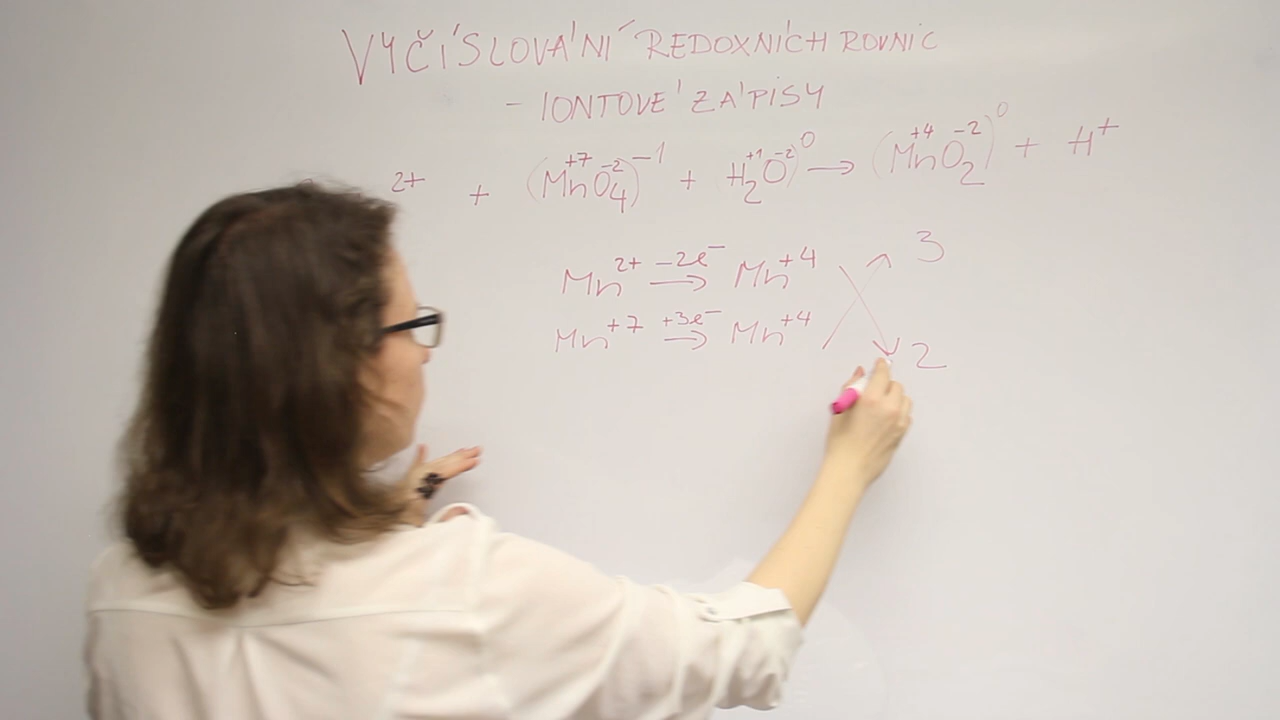 VYČÍSLOVÁNÍ REDOXNÍCH ROVNIC
- IONTOVÉ ZÁPISY
2+ + (Mn⁺⁷O₄⁻²)⁻¹ + H₂⁺¹O⁻²)⁰ → (Mn⁺⁴O₂⁻²)⁰ + H⁺
Mn²⁺ −2e⁻ → Mn⁺⁴ 3
Mn⁺⁷ +3e⁻ → Mn⁺⁴ 2